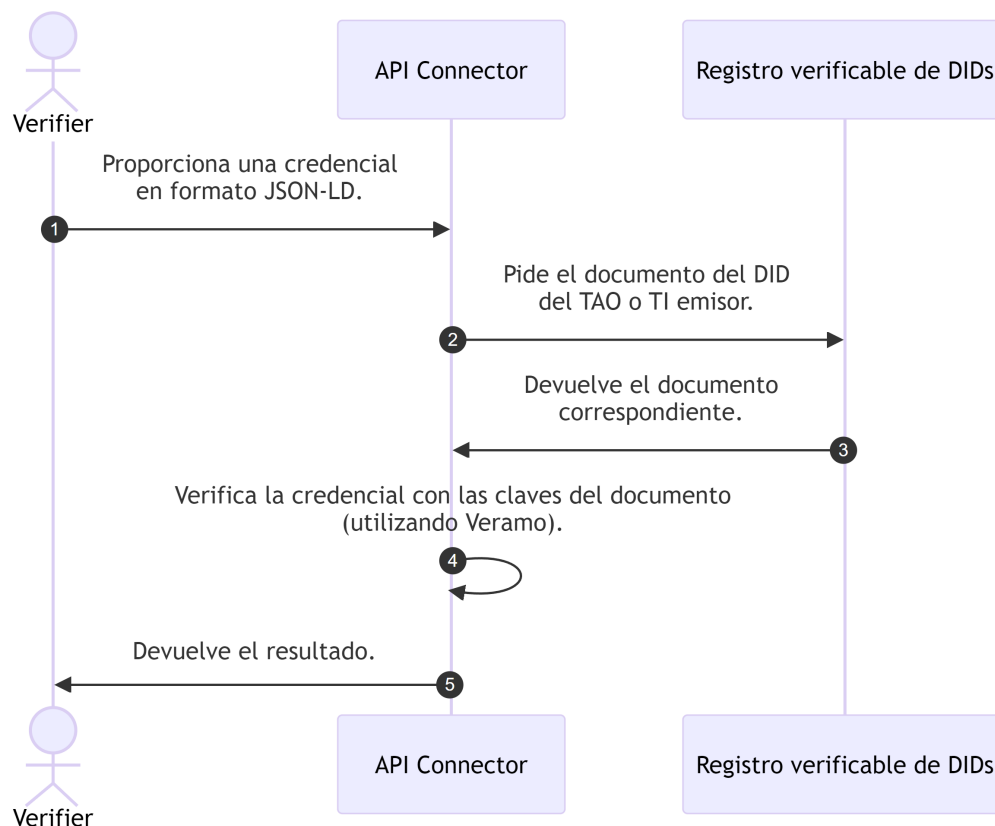 API Connector
Registro verificable de DIDs
Verifier
Proporciona una credencial
en formato JSON-LD.
1
Pide el documento del DID
del TAO o TI emisor.
2
Devuelve el documento
correspondiente.
3
Verifica la credencial con las claves del documento
(utilizando Veramo).
4
Devuelve el resultado.
5
API Connector
Registro verificable de DIDs
Verifier